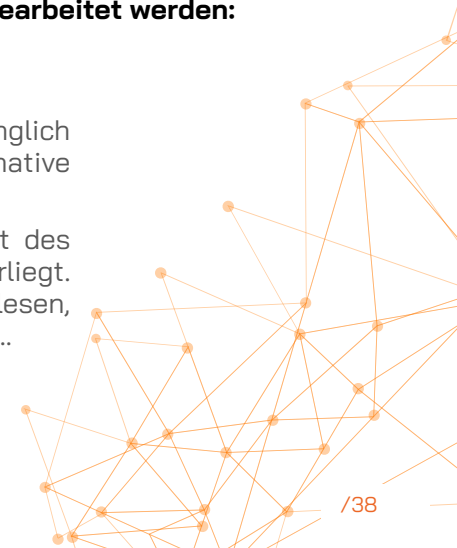 earbeitet werden:
nglich
native
t des
rliegt.
lesen,
..
/38